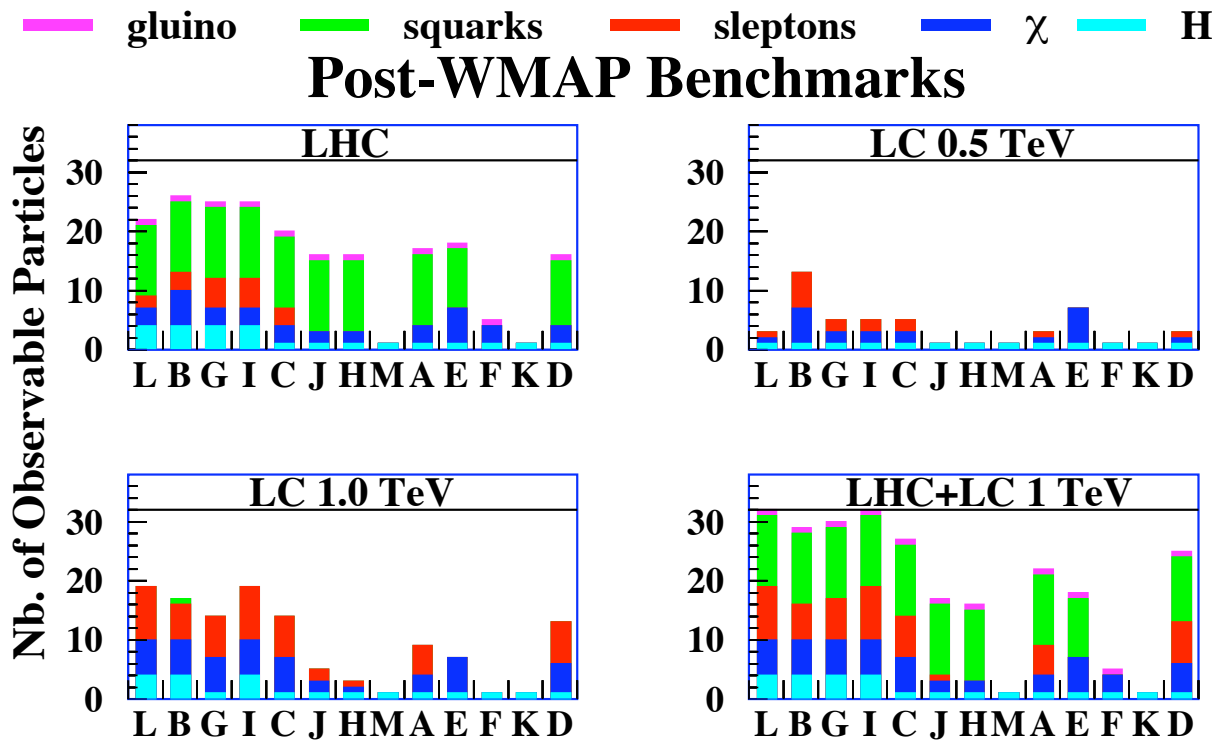 gluino squarks sleptons χ H
Post-WMAP Benchmarks
Nb. of Observable Particles
LHC
30
20
10
0
L B G I C J H M A E F K D
LC 0.5 TeV
30
20
10
0
L B G I C J H M A E F K D
LC 1.0 TeV
30
20
10
0
L B G I C J H M A E F K D
LHC+LC 1 TeV
30
20
10
0
L B G I C J H M A E F K D